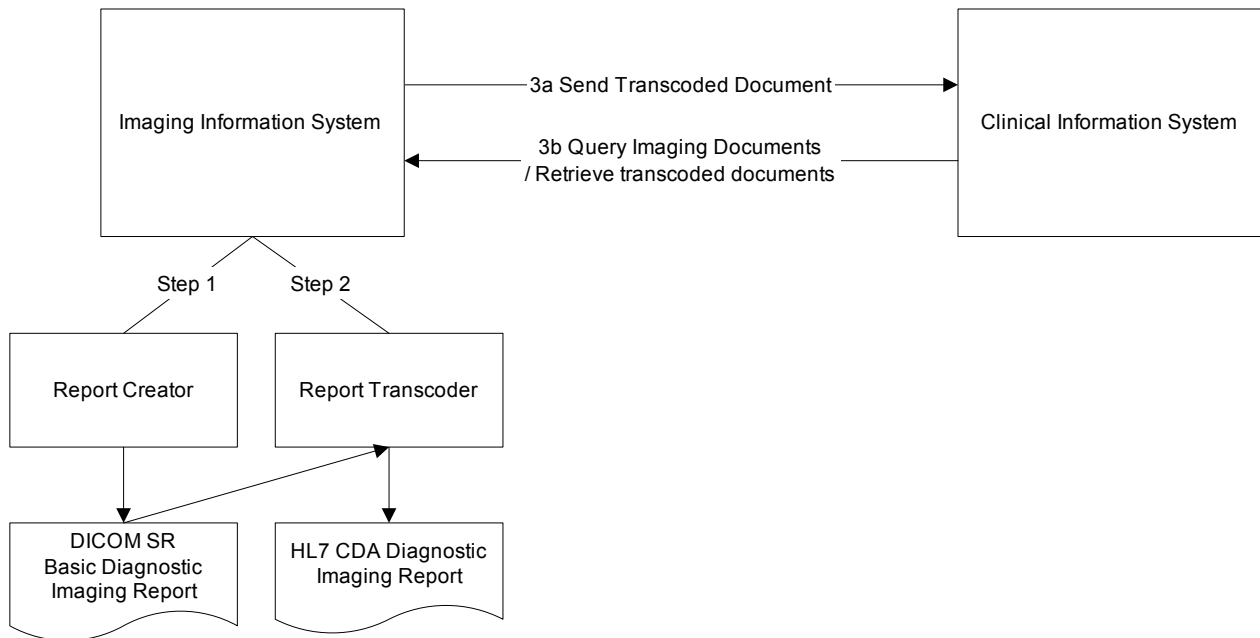 Imaging Information System
3a Send Transcoded Document
Clinical Information System
3b Query Imaging Documents
/ Retrieve transcoded documents
Step 1
Step 2
Report Creator
Report Transcoder
DICOM SR
Basic Diagnostic
Imaging Report
HL7 CDA Diagnostic
Imaging Report